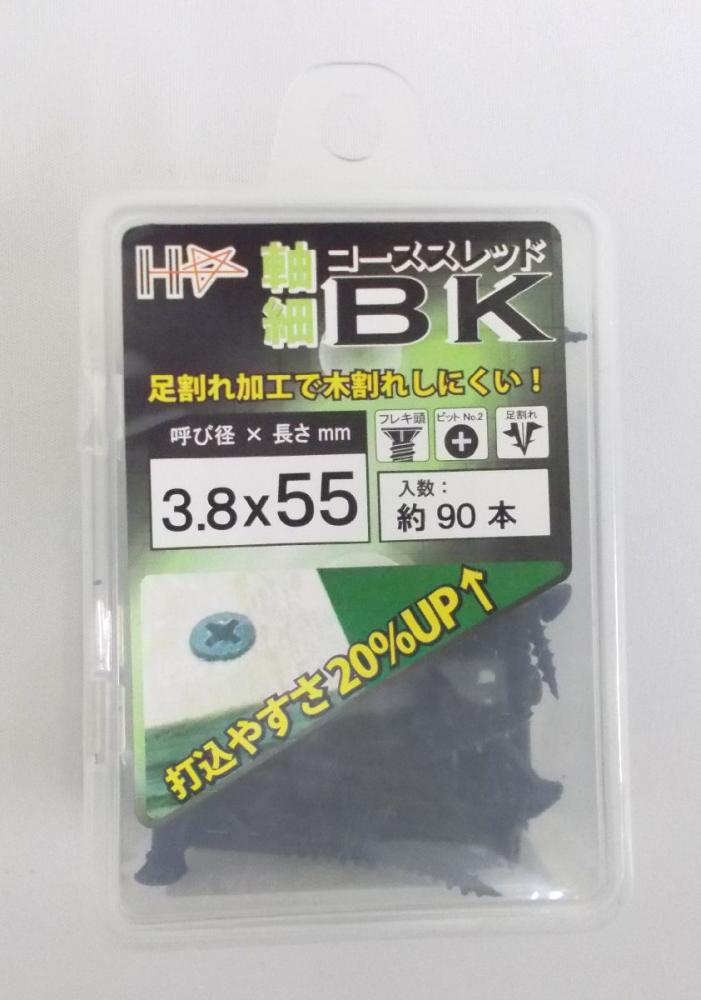 H☆
軸細
コーススレッド
BK
足割れ加工で木割れしにくい！
呼び径 × 長さ mm
3.8x55
フレキ頭
ビット No.2
足割れ
入数：
約 90 本
打込やすさ20%UP↑